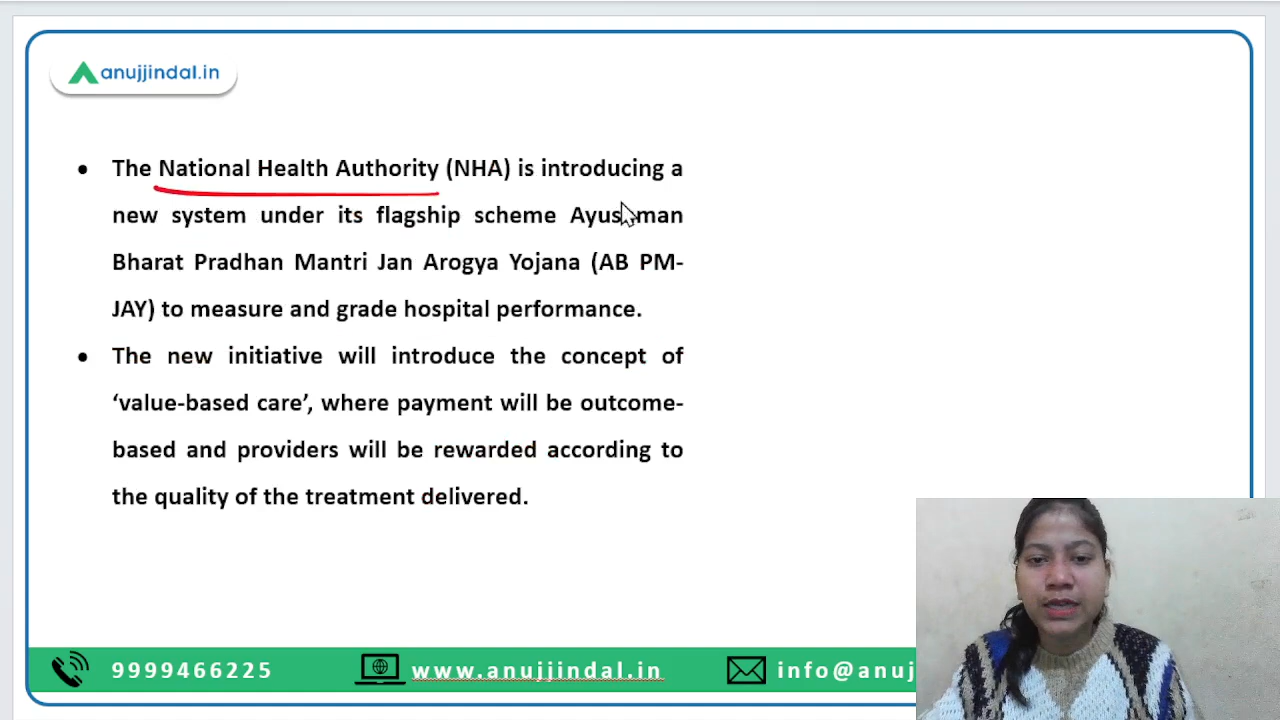 anujjindal.in
• The National Health Authority (NHA) is introducing a
new system under its flagship scheme Ayushman
Bharat Pradhan Mantri Jan Arogya Yojana (AB PM-
JAY) to measure and grade hospital performance.
• The new initiative will introduce the concept of
‘value-based care’, where payment will be outcome-
based and providers will be rewarded according to
the quality of the treatment delivered.
9999466225 www.anujjindal.in info@anuj